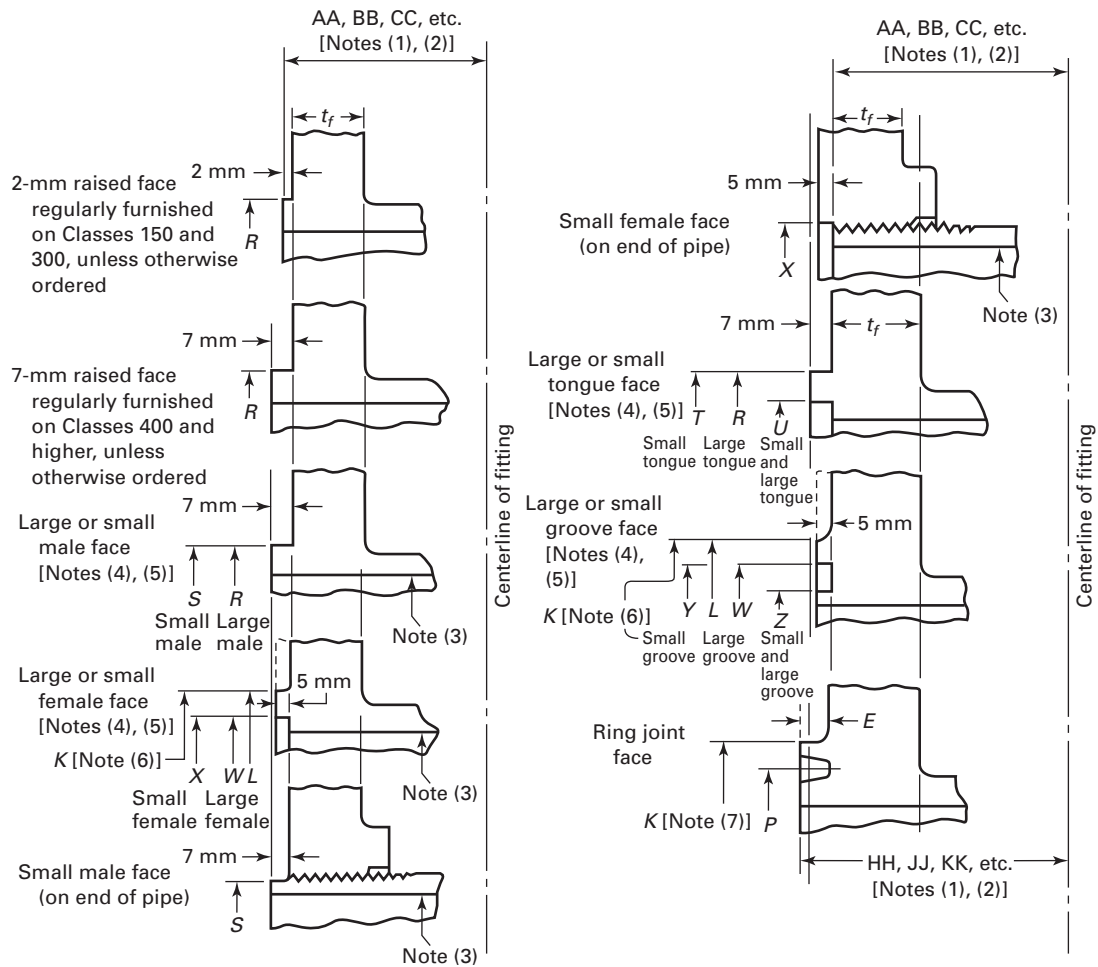 AA, BB, CC, etc.
[Notes (1), (2)]
t_f
2 mm
2-mm raised face
regularly furnished
on Classes 150 and
300, unless otherwise
ordered
R
7 mm
7-mm raised face
regularly furnished
on Classes 400 and
higher, unless
otherwise ordered
R
7 mm
Large or small
male face
[Notes (4), (5)]
S R
Small Large
male male
Note (3)
Large or small
female face
[Notes (4), (5)]
5 mm
K [Note (6)]
X W L
Small Large
female female
Note (3)
7 mm
Small male face
(on end of pipe)
S
Note (3)
Centerline of fitting
AA, BB, CC, etc.
[Notes (1), (2)]
t_f
5 mm
Small female face
(on end of pipe)
X
Note (3)
7 mm
t_f
Large or small
tongue face
[Notes (4), (5)]
T R U
Small Large Small
tongue tongue and
large
tongue
Large or small
groove face
[Notes (4),
(5)]
5 mm
K [Note (6)]
Y L W Z
Small Large Small
groove groove and
large
groove
Ring joint
face
E
K [Note (7)]
P
HH, JJ, KK, etc.
[Notes (1), (2)]
Centerline of fitting